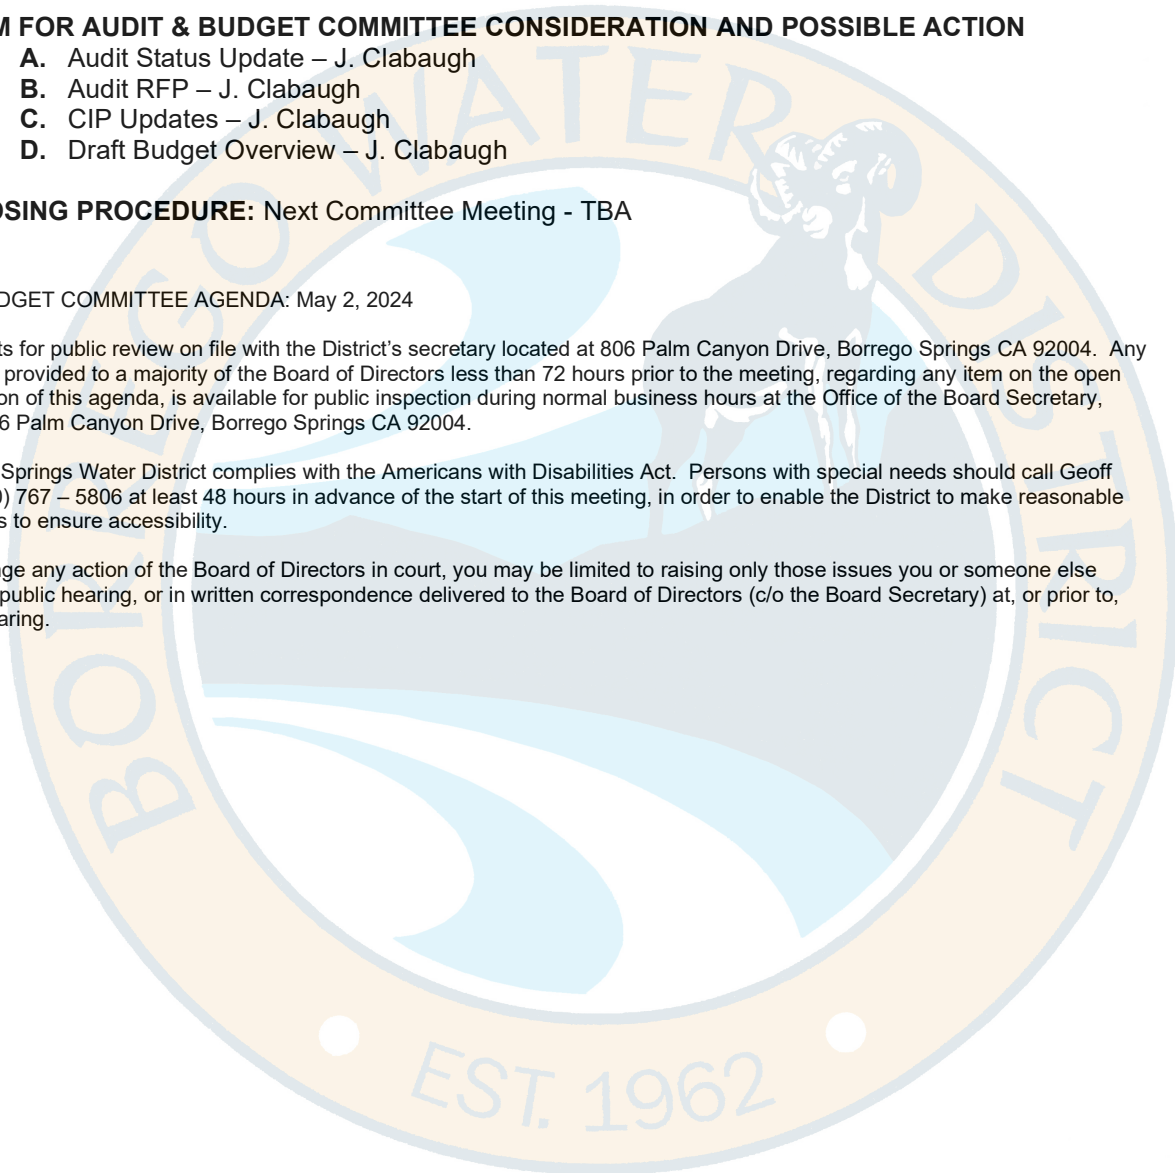 M FOR AUDIT & BUDGET COMMITTEE CONSIDERATION AND POSSIBLE ACTION
A. Audit Status Update – J. Clabaugh
B. Audit RFP – J. Clabaugh
C. CIP Updates – J. Clabaugh
D. Draft Budget Overview – J. Clabaugh
OSING PROCEDURE: Next Committee Meeting - TBA
DGET COMMITTEE AGENDA: May 2, 2024
ts for public review on file with the District’s secretary located at 806 Palm Canyon Drive, Borrego Springs CA 92004. Any
provided to a majority of the Board of Directors less than 72 hours prior to the meeting, regarding any item on the open
on of this agenda, is available for public inspection during normal business hours at the Office of the Board Secretary,
6 Palm Canyon Drive, Borrego Springs CA 92004.
Springs Water District complies with the Americans with Disabilities Act. Persons with special needs should call Geoff
0) 767 – 5806 at least 48 hours in advance of the start of this meeting, in order to enable the District to make reasonable
s to ensure accessibility.
nge any action of the Board of Directors in court, you may be limited to raising only those issues you or someone else
public hearing, or in written correspondence delivered to the Board of Directors (c/o the Board Secretary) at, or prior to,
aring.
BORREGO WATER DISTRICT
EST. 1962